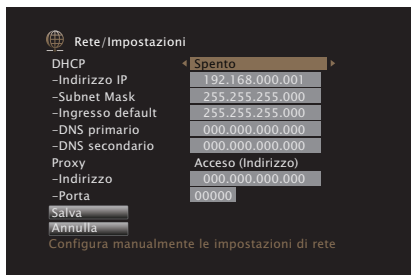 Rete/Impostazioni
DHCP Spento
-Indirizzo IP 192.168.000.001
-Subnet Mask 255.255.255.000
-Ingresso default 255.255.255.000
-DNS primario 000.000.000.000
-DNS secondario 000.000.000.000
Proxy Acceso (Indirizzo)
-Indirizzo 000.000.000.000
-Porta 00000
Salva
Annulla
Configura manualmente le impostazioni di rete